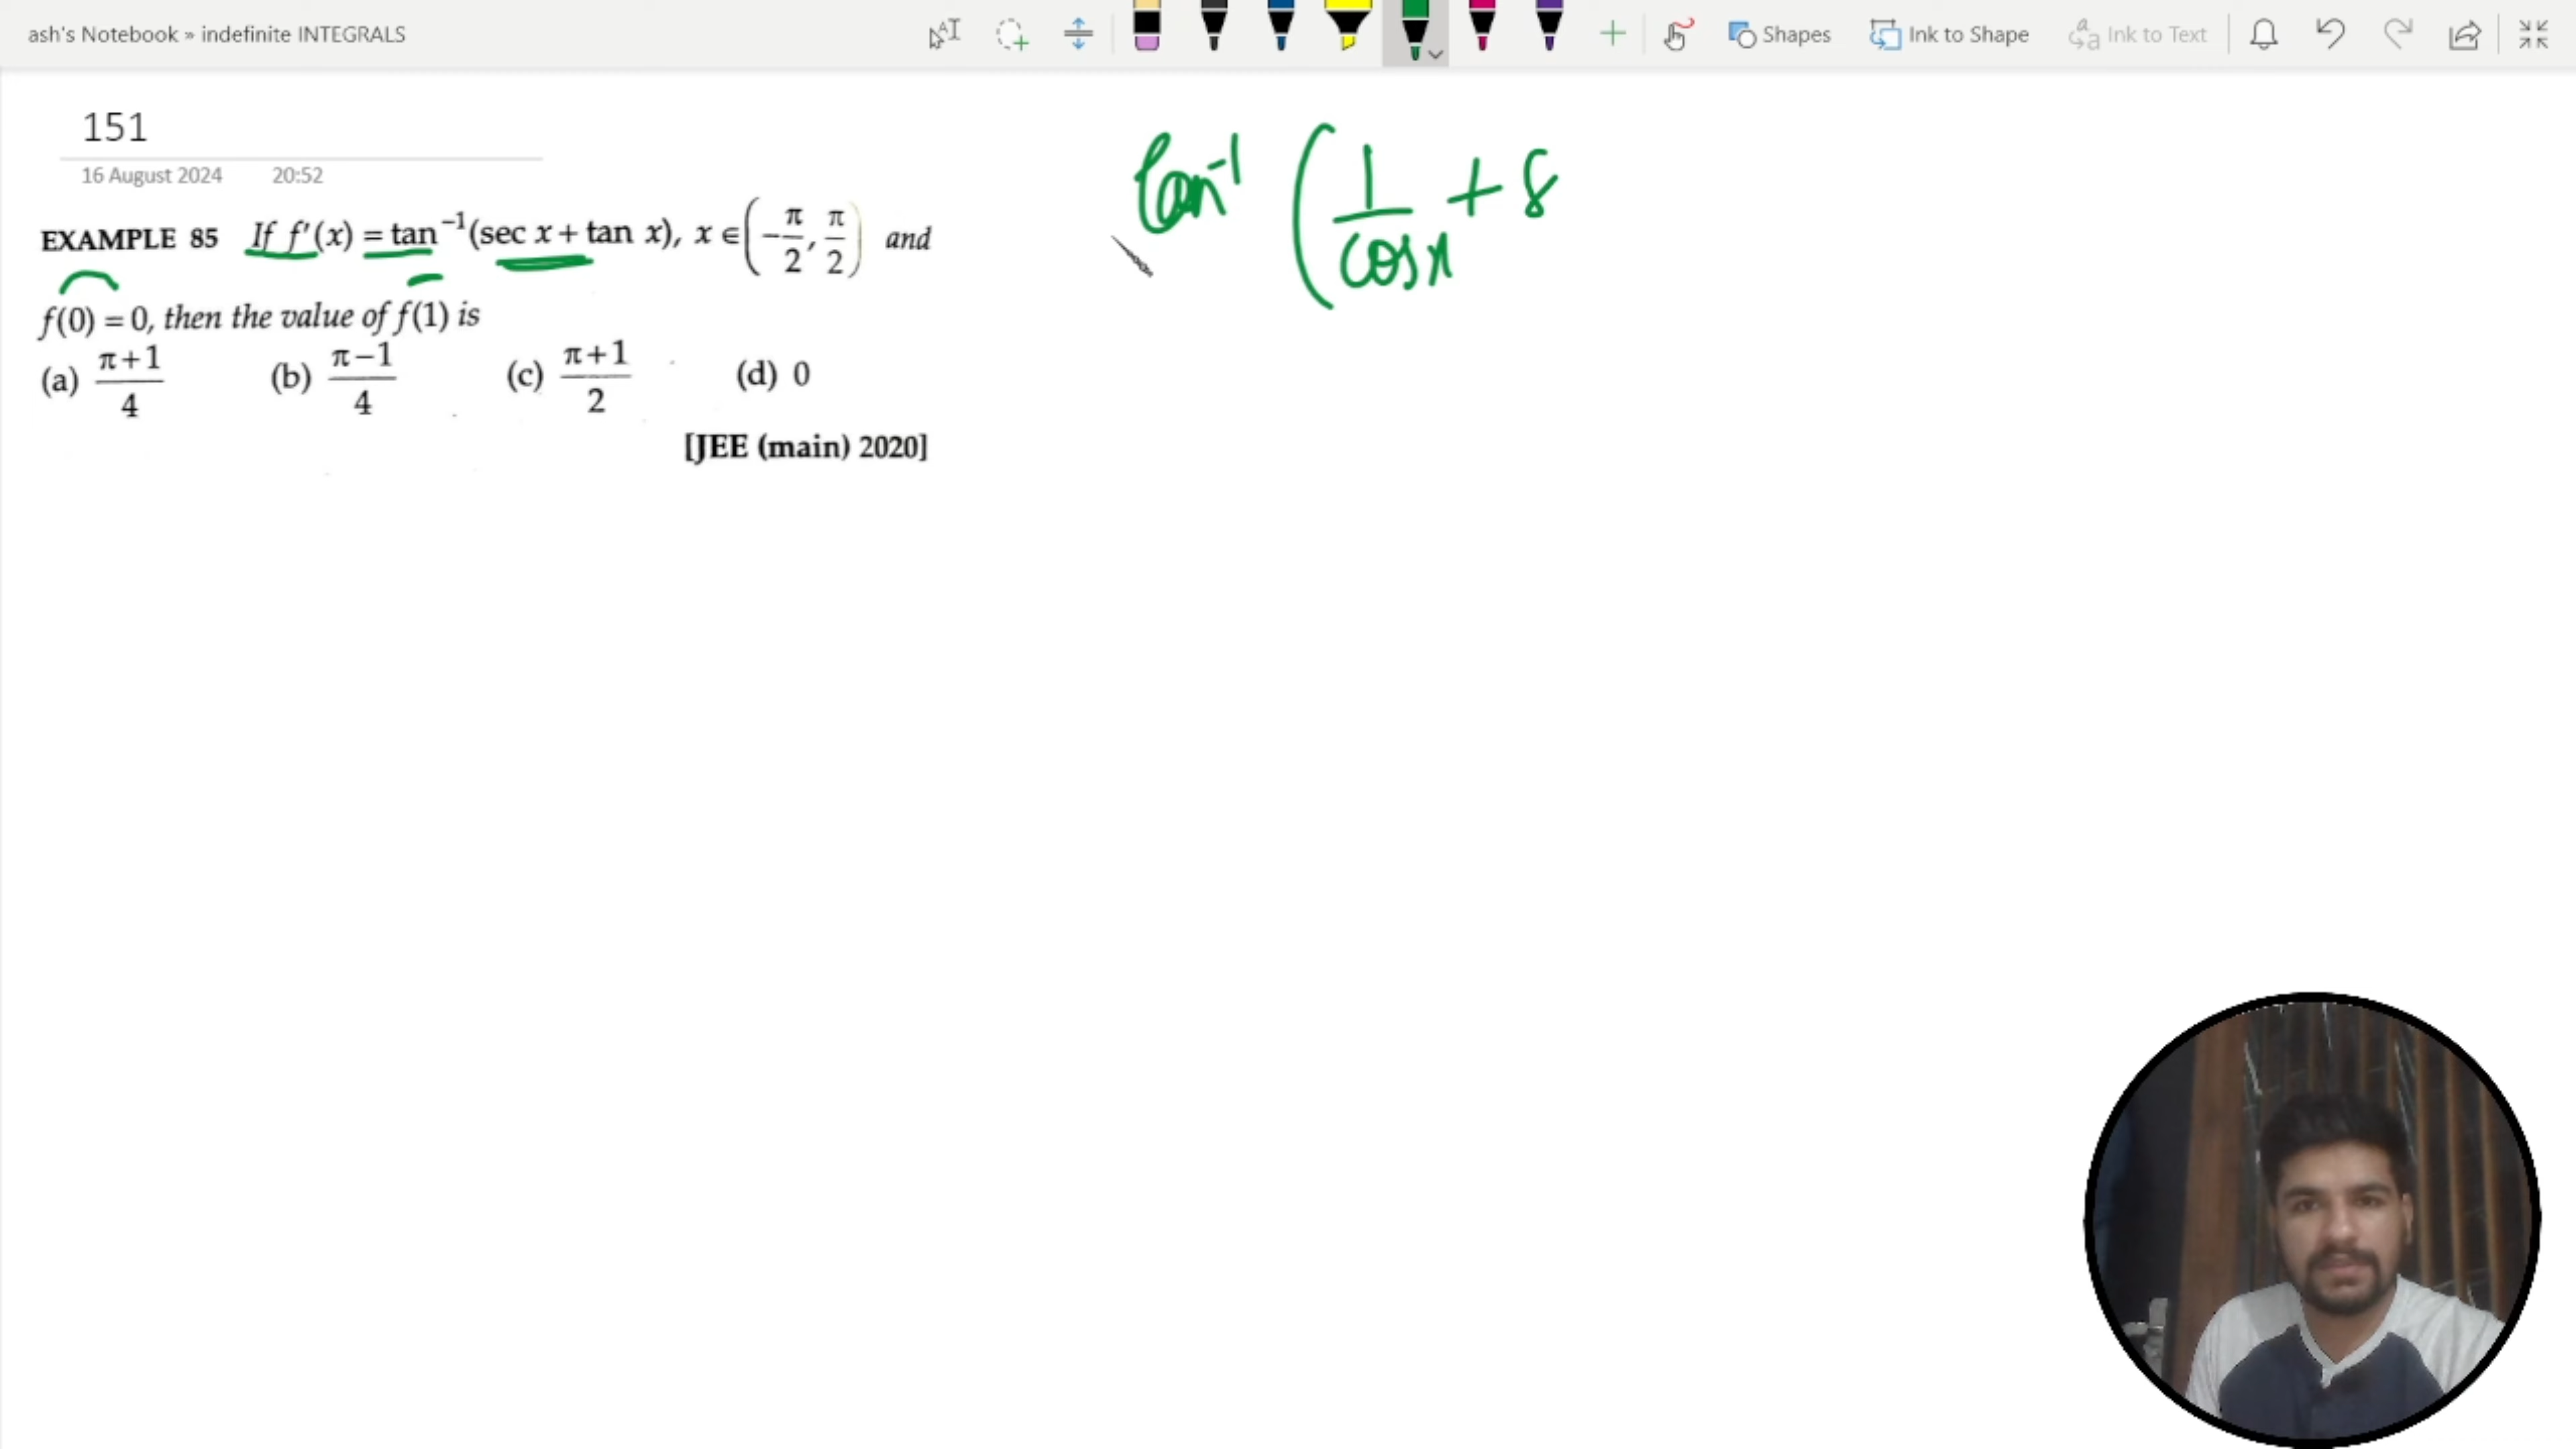 ash's Notebook » indefinite INTEGRALS
Shapes
Ink to Shape
Ink to Text
151
16 August 2024 20:52
EXAMPLE 85 If f'(x) = tan⁻¹(sec x + tan x), x ∈ (-π/2, π/2) and
f(0) = 0, then the value of f(1) is
(a) π+1/4 (b) π−1/4 (c) π+1/2 (d) 0
[JEE (main) 2020]
tan⁻¹ (1/cosx + 8